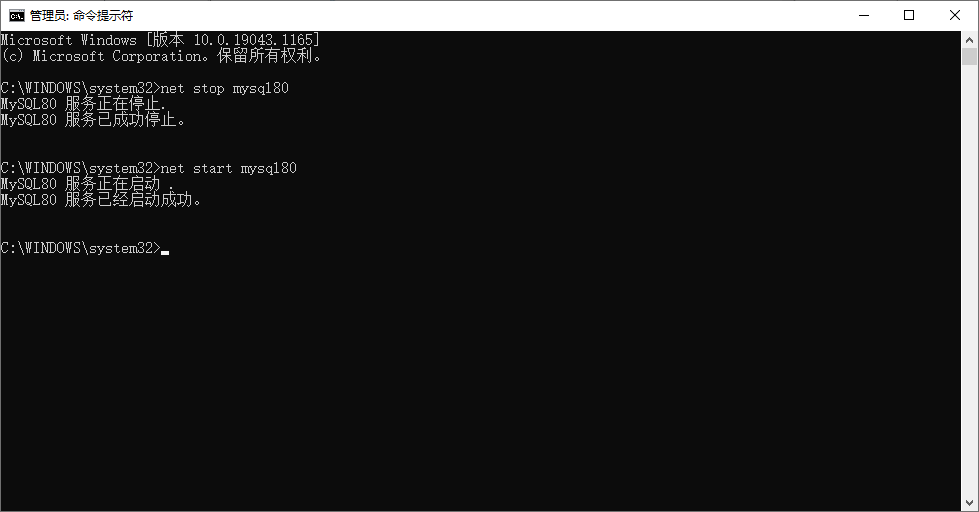 管理员: 命令提示符
Microsoft Windows [版本 10.0.19043.1165]
(c) Microsoft Corporation。保留所有权利。
C:\WINDOWS\system32>net stop mysql80
MySQL80 服务正在停止.
MySQL80 服务已成功停止。
C:\WINDOWS\system32>net start mysql80
MySQL80 服务正在启动 .
MySQL80 服务已经启动成功。
C:\WINDOWS\system32>